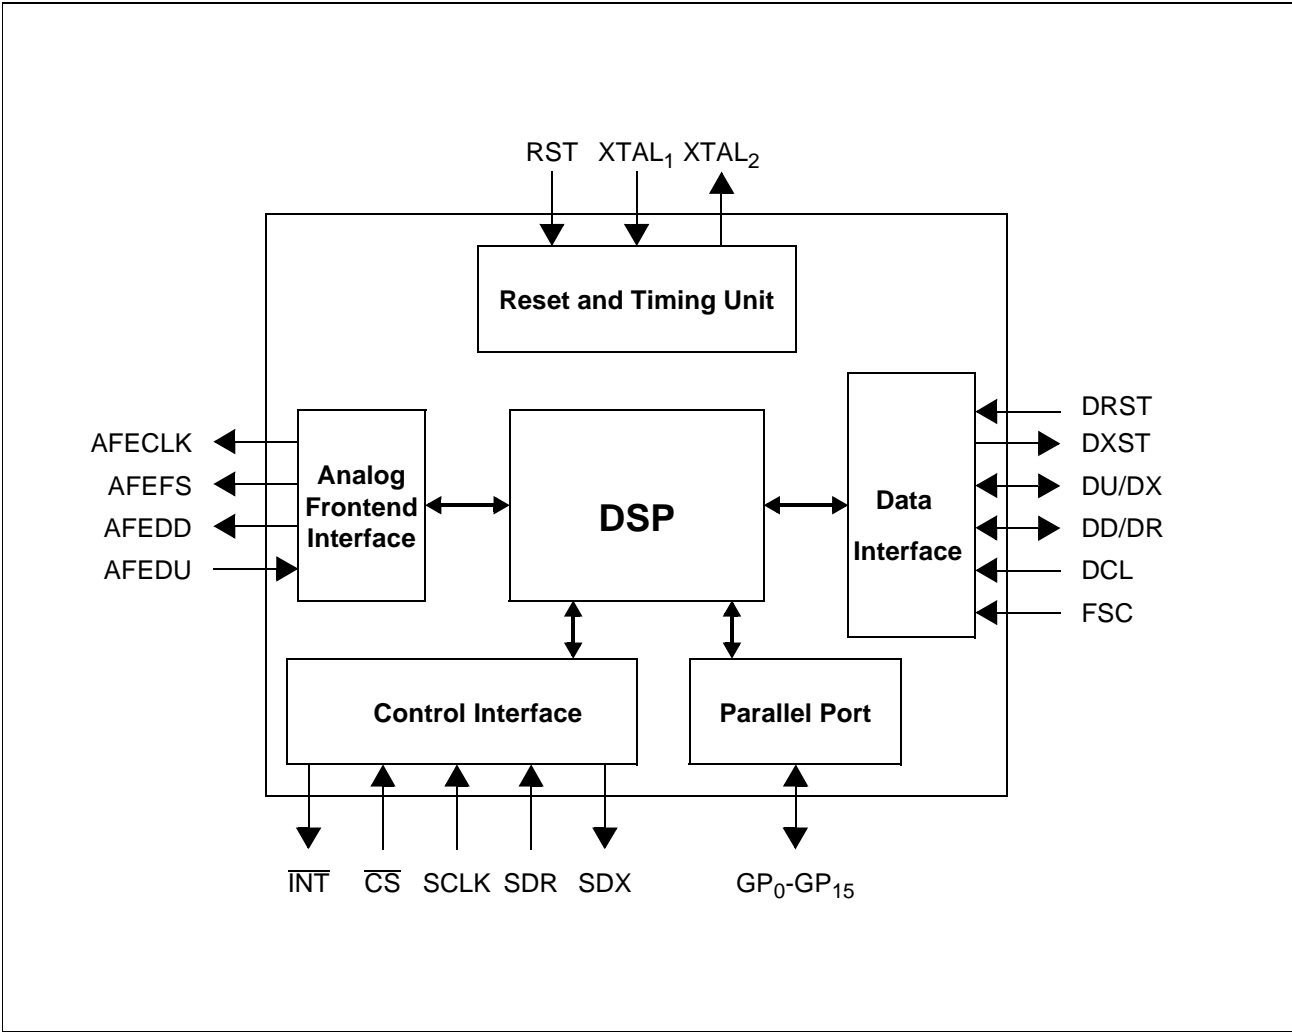 RST XTAL1 XTAL2
Reset and Timing Unit
AFECLK
AFEFS
AFEDD
AFEDU
Analog
Frontend
Interface
DSP
Data
Interface
DRST
DXST
DU/DX
DD/DR
DCL
FSC
Control Interface
Parallel Port
INT CS SCLK SDR SDX
GP0-GP15